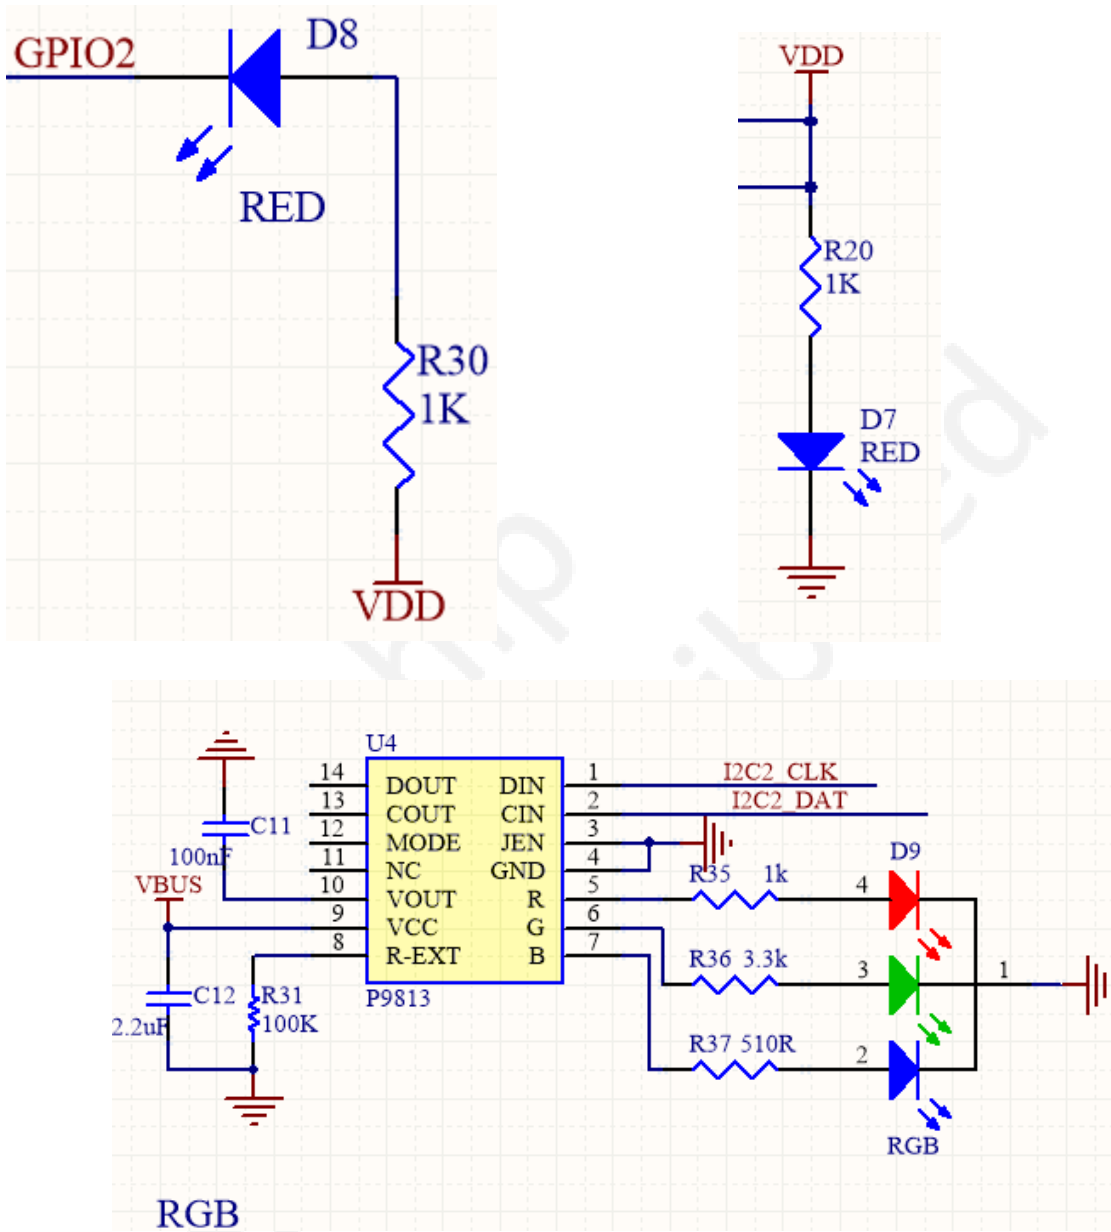 GPIO2
D8
RED
R30
1K
VDD
VDD
R20
1K
D7
RED
U4
14 DOUT DIN 1 I2C2_CLK
13 COUT CIN 2 I2C2_DAT
12 MODE JEN 3
11 NC GND 4
10 VOUT R 5
9 VCC G 6
8 R-EXT B 7
P9813
C11
100nF
VBUS
C12
2.2uF
R31
100K
R35 1k
R36 3.3k
R37 510R
D9
4
3
2
1
RGB
RGB